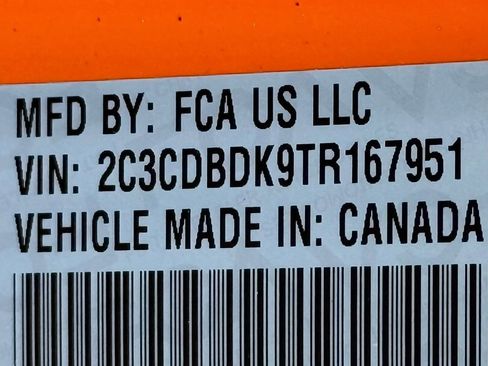 MFD BY: FCA US LLC
VIN: 2C3CDBDK9TR167951
VEHICLE MADE IN: CANADA